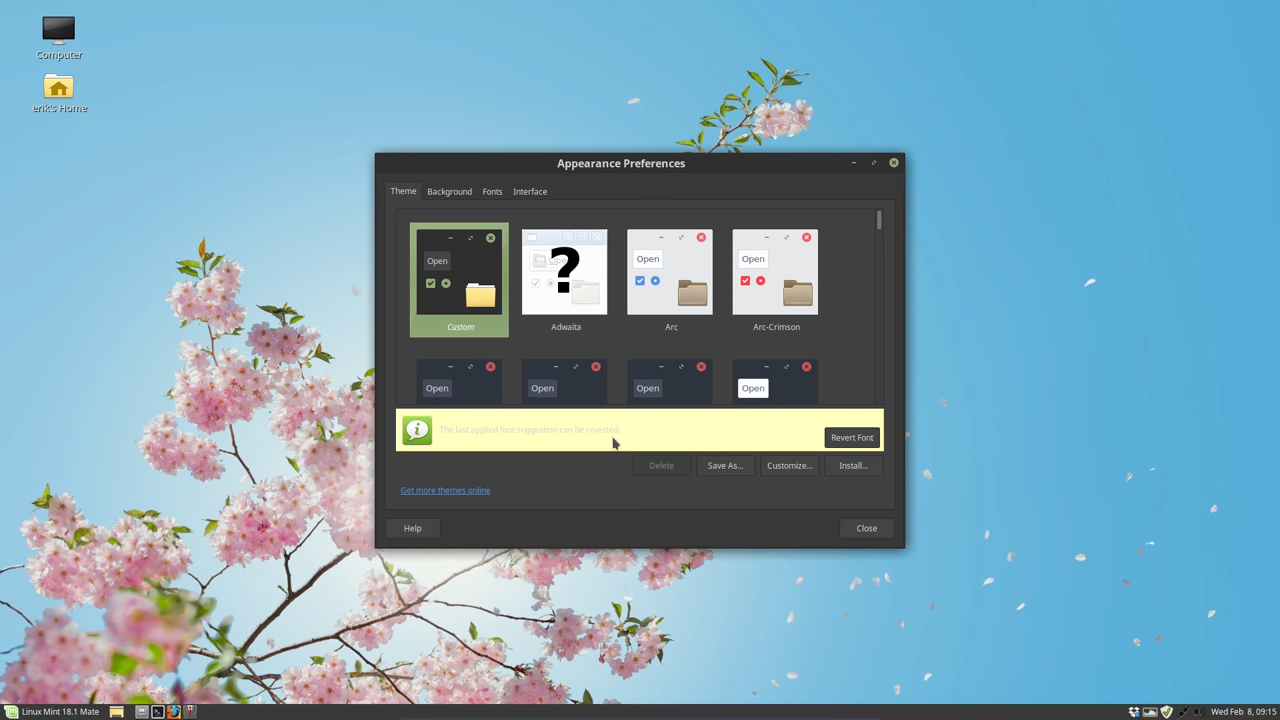 Computer
erik's Home
Appearance Preferences
Theme Background Fonts Interface
Open
Open
Open
?
Custom
Adwaita
Arc
Arc-Crimson
Open
Open
Open
Open
The last applied font suggestion can be reverted.
Revert Font
Delete
Save As...
Customize...
Install...
Get more themes online
Help
Close
Linux Mint 18.1 Mate
Wed Feb 8, 09:15